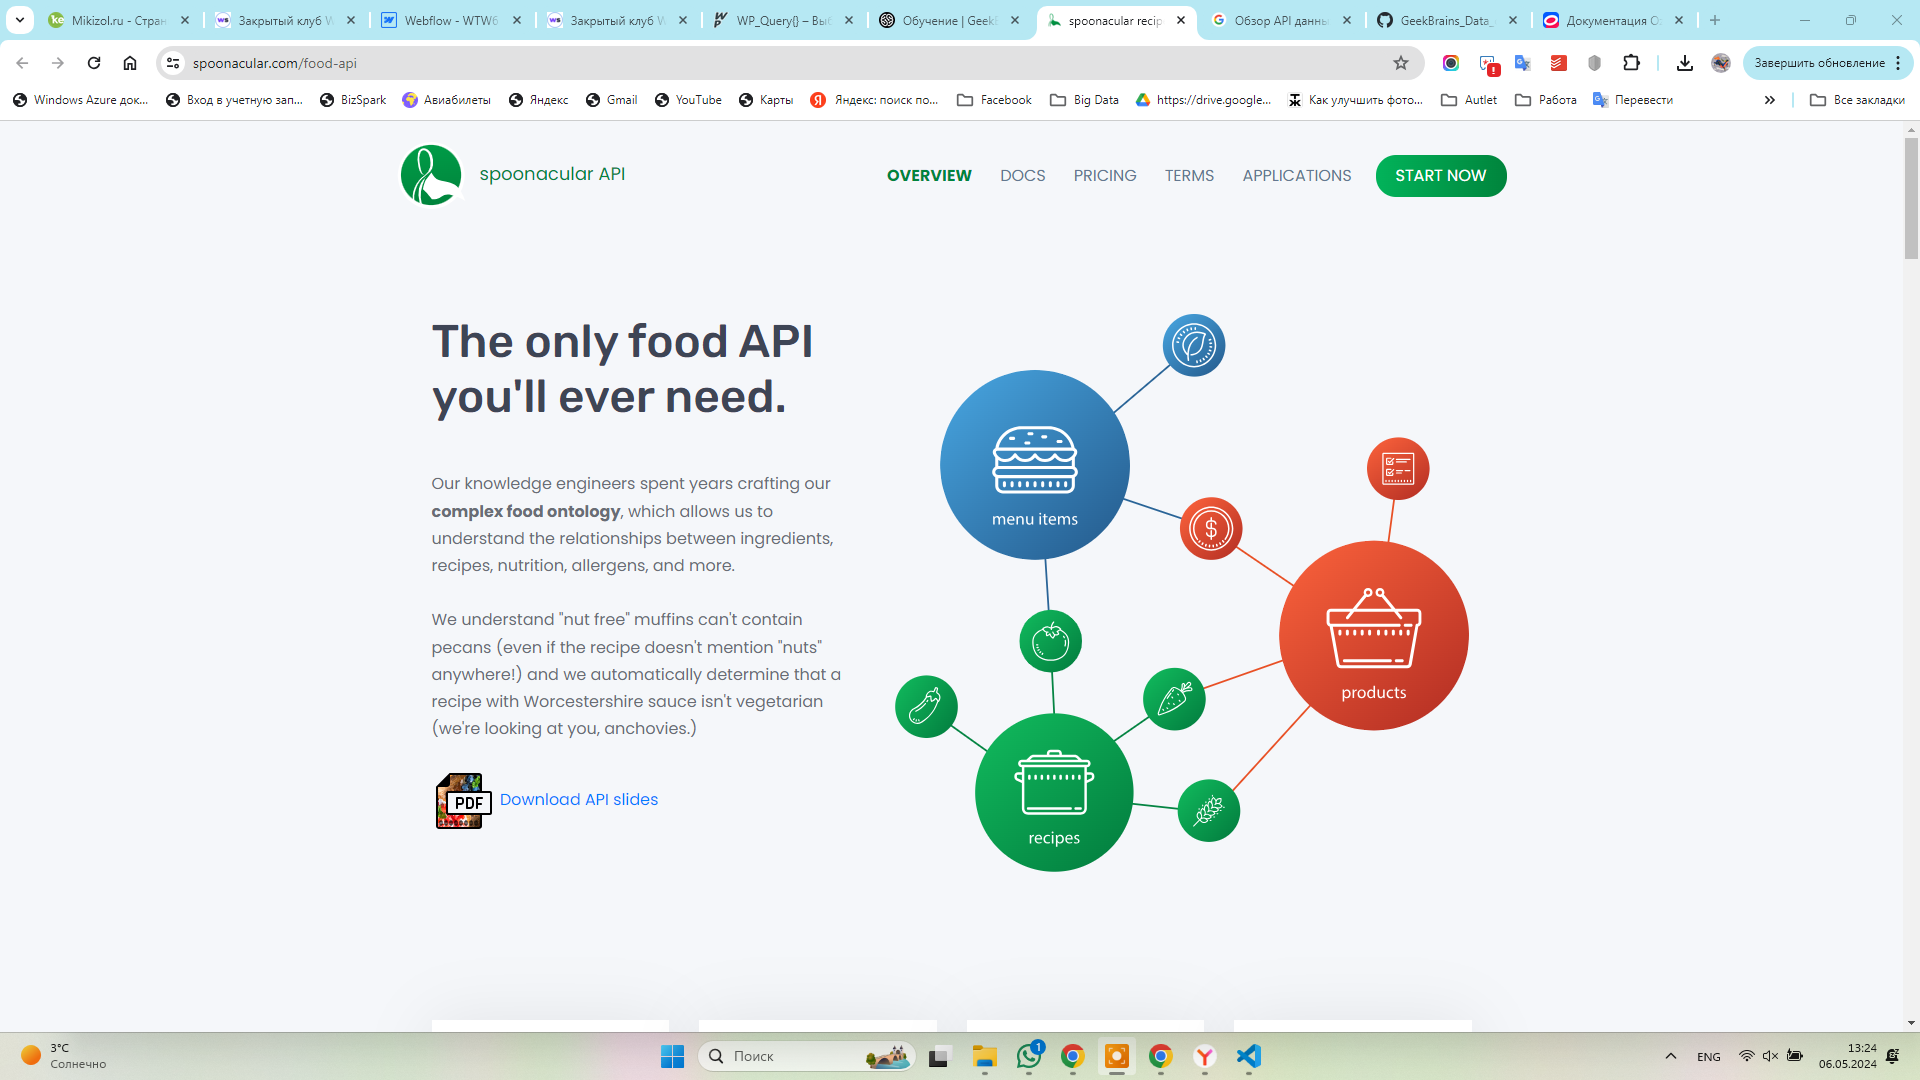 Mikizol.ru - Стран
Закрытый клуб W
Webflow - WTW6
Закрытый клуб W
WP_Query{} – Выб
Обучение | GeekB
spoonacular recip
Обзор API данны
GeekBrains_Data_
Документация Oz
spoonacular.com/food-api
Завершить обновление
Windows Azure док...
Вход в учетную зап...
BizSpark
Авиабилеты
Яндекс
Gmail
YouTube
Карты
Яндекс: поиск по...
Facebook
Big Data
https://drive.google...
Как улучшить фото...
Autlet
Работа
Перевести
Все закладки
spoonacular API
OVERVIEW
DOCS
PRICING
TERMS
APPLICATIONS
START NOW
The only food API
you'll ever need.
Our knowledge engineers spent years crafting our
complex food ontology, which allows us to
understand the relationships between ingredients,
recipes, nutrition, allergens, and more.
We understand "nut free" muffins can't contain
pecans (even if the recipe doesn't mention "nuts"
anywhere!) and we automatically determine that a
recipe with Worcestershire sauce isn't vegetarian
(we're looking at you, anchovies.)
PDF
Download API slides
menu items
$
products
recipes
3°C
Солнечно
Поиск
1
ENG
13:24
06.05.2024